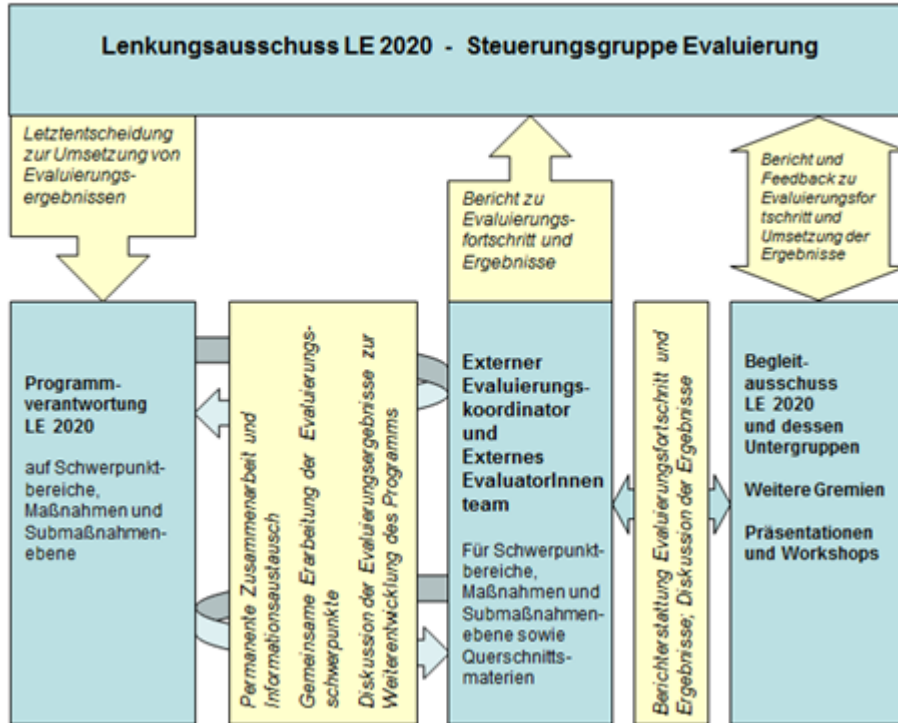 Lenkungsausschuss LE 2020 - Steuerungsgruppe Evaluierung
Letztentscheidung
zur Umsetzung von
Evaluierungs-
ergebnissen
Bericht zu
Evaluierungs-
fortschritt und
Ergebnisse
Bericht und
Feedback zu
Evaluierungsfor
tschritt und
Umsetzung der
Ergebnisse
Programm-
verantwortung
LE 2020
auf Schwerpunkt-
bereiche,
Maßnahmen und
Submaßnahmen-
ebene
Permanente Zusammenarbeit und
Informationsaustausch
Gemeinsame Erarbeitung der Evaluierungs-
schwerpunkte
Diskussion der Evaluierungsergebnisse zur
Weiterentwicklung des Programms
Externer
Evaluierungs-
koordinator
und
Externes
EvaluatorInnen
team
Für Schwerpunkt-
bereiche,
Maßnahmen und
Submaßnahmen-
ebene sowie
Querschnitts-
materien
Berichterstattung Evaluierungsfortschritt und
Ergebnisse; Diskussion der Ergebnisse
Begleit-
ausschuss
LE 2020
und dessen
Untergruppen
Weitere Gremien
Präsentationen
und Workshops